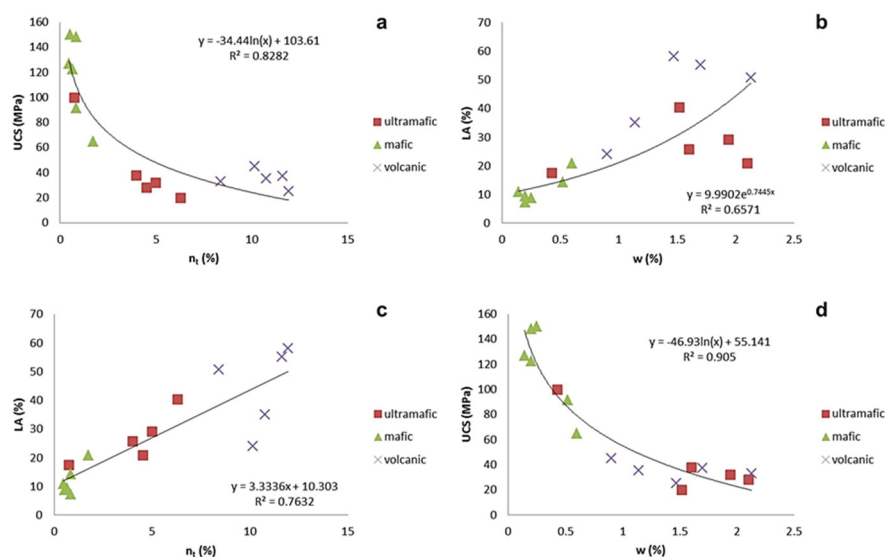 a
160
140
120
100
80
60
40
20
0
UCS (MPa)
y = -34.44ln(x) + 103.61
R² = 0.8282
ultramafic
mafic
volcanic
0 5 10 15
nt (%)
b
70
60
50
40
30
20
10
0
LA (%)
y = 9.9902e^0.7445x
R² = 0.6571
ultramafic
mafic
volcanic
0 0.5 1 1.5 2 2.5
w (%)
c
70
60
50
40
30
20
10
0
LA (%)
y = 3.3336x + 10.303
R² = 0.7632
ultramafic
mafic
volcanic
0 5 10 15
nt (%)
d
160
140
120
100
80
60
40
20
0
UCS (MPa)
y = -46.93ln(x) + 55.141
R² = 0.905
ultramafic
mafic
volcanic
0 0.5 1 1.5 2 2.5
w (%)